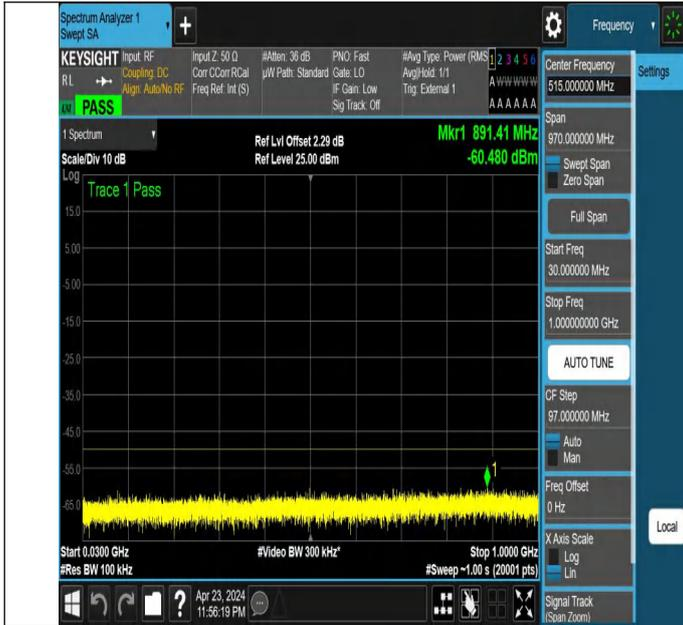 Spectrum Analyzer 1
Swept SA
+
Frequency
KEYSIGHT
RL
PASS
Input: RF
Coupling: DC
Align: Auto/No RF
Input Z: 50 Ω
Corr CCorr RCal
Freq Ref: Int (S)
#Atten: 36 dB
µW Path: Standard
PNO: Fast
Gate: LO
IF Gain: Low
Sig Track: Off
#Avg Type: Power (RMS
Avg|Hold: 1/1
Trig: External 1
1 2 3 4 5 6
A W W W W W
A A A A A A
1 Spectrum
Scale/Div 10 dB
Log
Ref Lvl Offset 2.29 dB
Ref Level 25.00 dBm
Mkr1 891.41 MHz
-60.480 dBm
Trace 1 Pass
15.0
5.00
-5.00
-15.0
-25.0
-35.0
-45.0
-55.0
-65.0
1
Start 0.0300 GHz
#Res BW 100 kHz
#Video BW 300 kHz*
Stop 1.0000 GHz
#Sweep ~1.00 s (20001 pts)
Apr 23, 2024
11:56:19 PM
Center Frequency
515.000000 MHz
Span
970.000000 MHz
Swept Span
Zero Span
Full Span
Start Freq
30.000000 MHz
Stop Freq
1.000000000 GHz
AUTO TUNE
CF Step
97.000000 MHz
Auto
Man
Freq Offset
0 Hz
X Axis Scale
Log
Lin
Signal Track
(Span Zoom)
Settings
Local